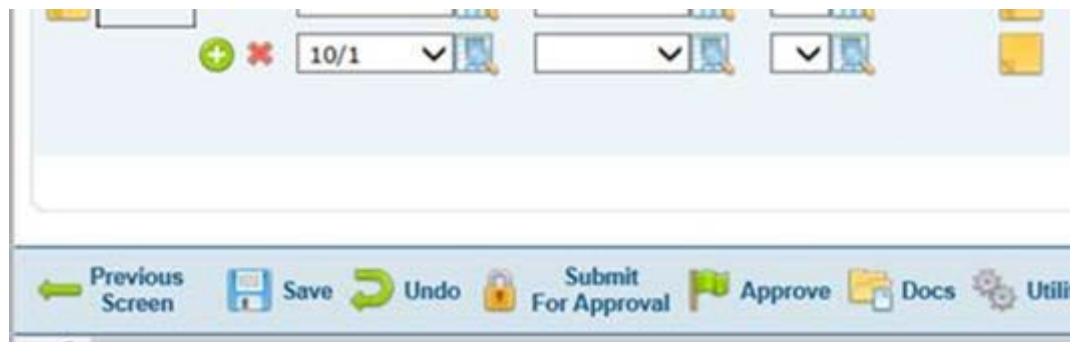 10/1
Previous
Screen
Save
Undo
Submit
For Approval
Approve
Docs